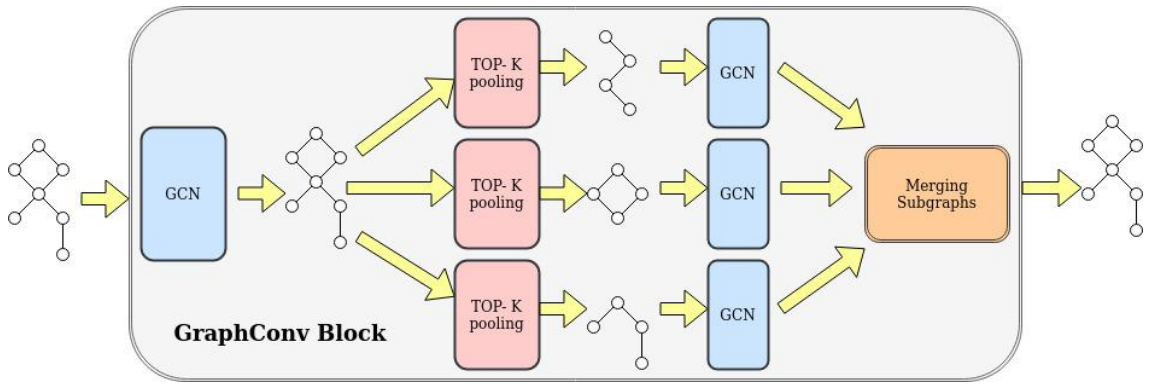 GCN
TOP- K
pooling
GCN
TOP- K
pooling
GCN
TOP- K
pooling
GCN
Merging
Subgraphs
GraphConv Block